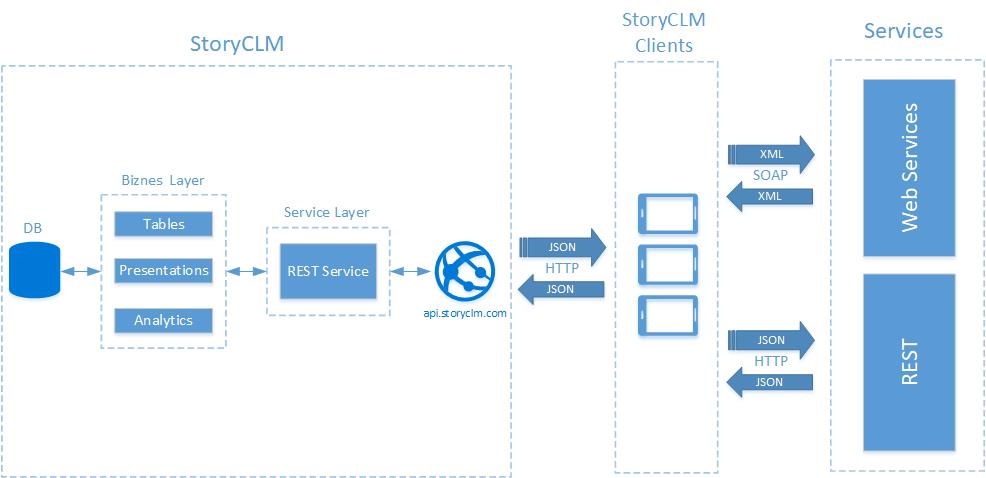 StoryCLM
StoryCLM
Clients
Services
Biznes Layer
Tables
Presentations
Analytics
DB
Service Layer
REST Service
api.storyclm.com
JSON
HTTP
JSON
XML
SOAP
XML
JSON
HTTP
JSON
Web Services
REST